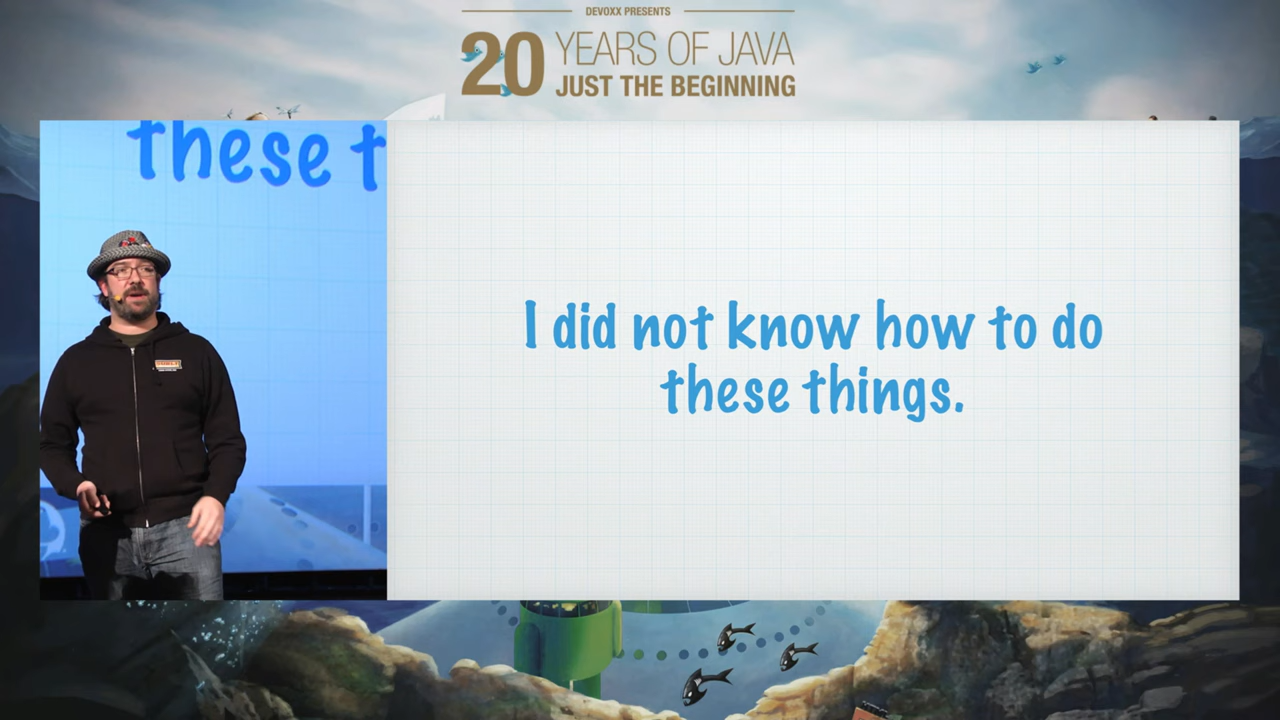 DEVOXX PRESENTS
20 YEARS OF JAVA
JUST THE BEGINNING
these t
I did not know how to do
these things.